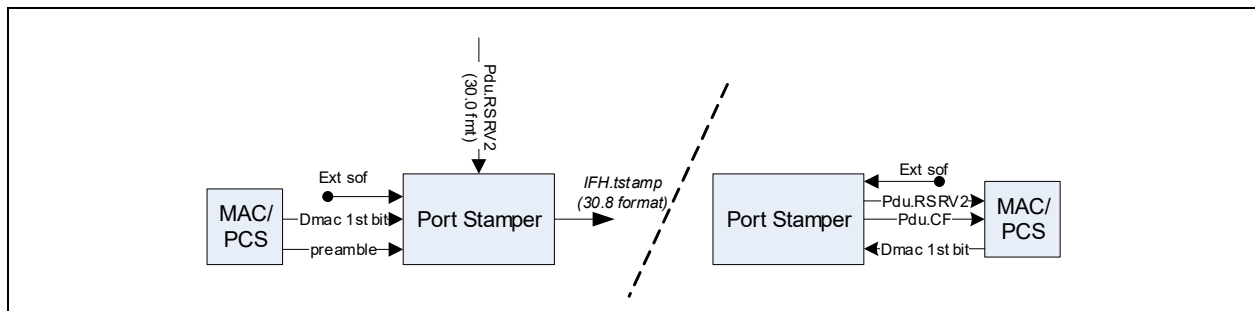 Pdu.RSRV2
(30.0 fmt)
Ext sof
MAC/
PCS
Dmac 1st bit
preamble
Port Stamper
IFH.tstamp
(30.8 format)
Port Stamper
Ext sof
Pdu.RSRV2
Pdu.CF
Dmac 1st bit
MAC/
PCS